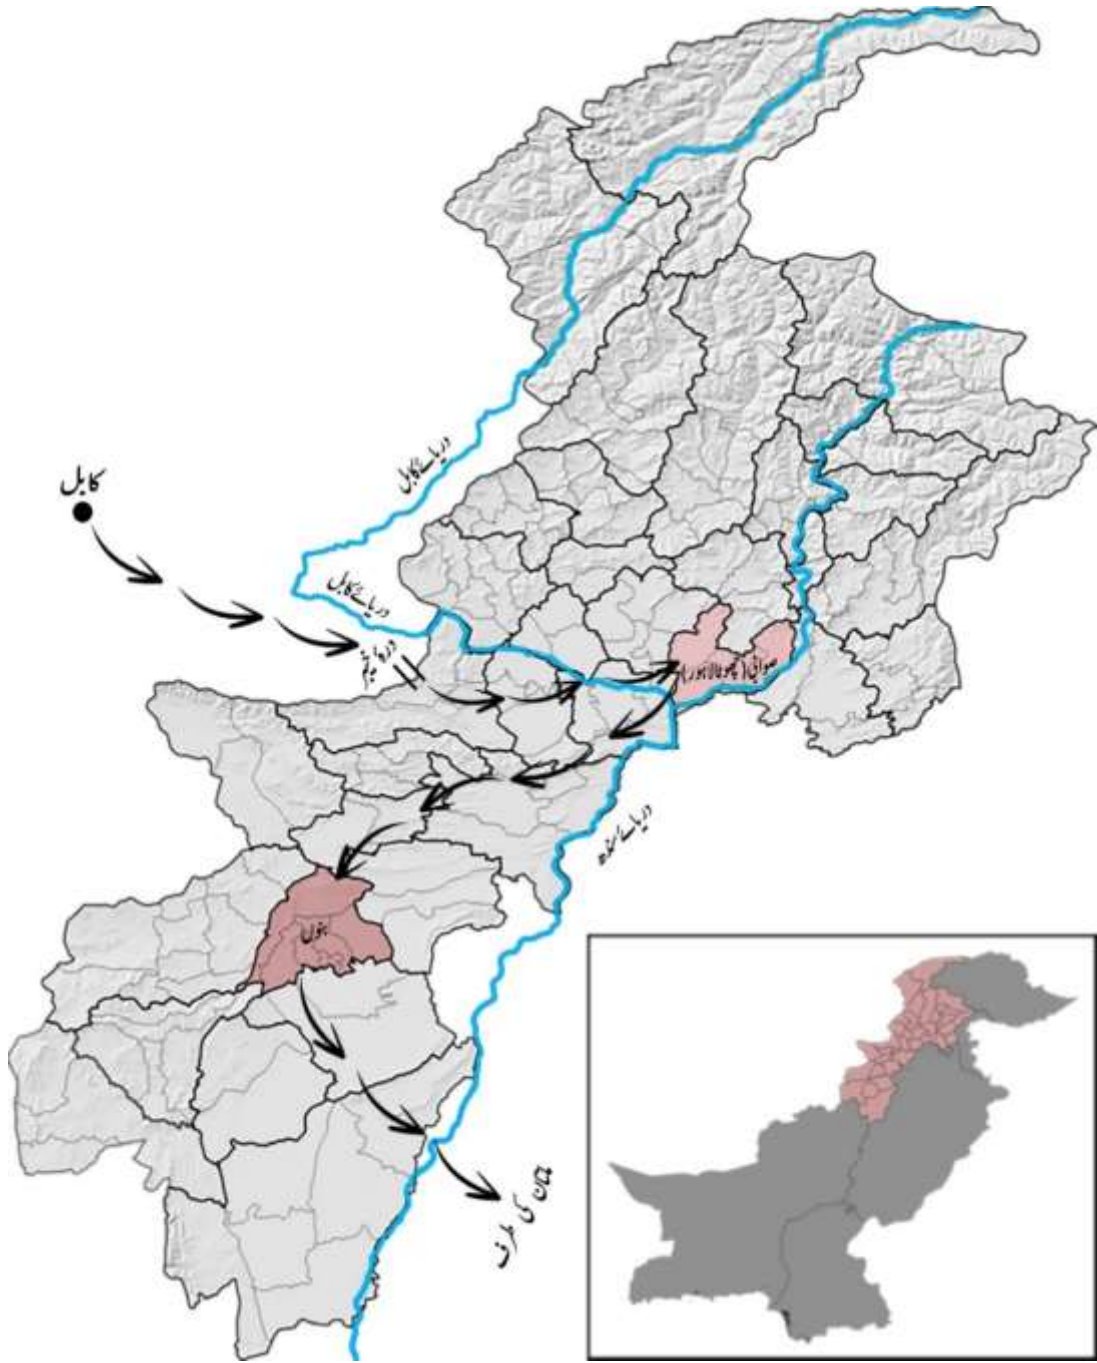 کابل
دریائے کابل
دریائے کابل
درہ خیبر
صوابی (چھوٹا لاہور)
دریائے سندھ
بنوں
ملتان کی طرف